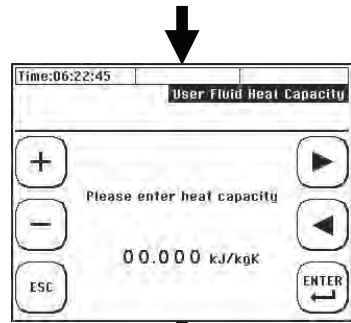 Time:06:22:45
User Fluid Heat Capacity
+
Please enter heat capacity
−
00.000 kJ/kgK
ESC
ENTER